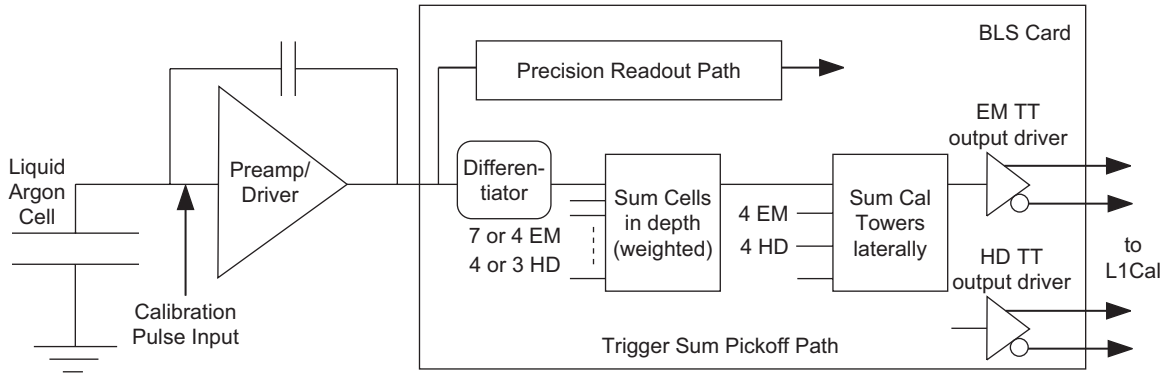 BLS Card
Precision Readout Path
EM TT
output driver
Liquid
Argon
Cell
Preamp/
Driver
Differen-
tiator
Sum Cells
in depth
(weighted)
7 or 4 EM
4 or 3 HD
4 EM
4 HD
Sum Cal
Towers
laterally
HD TT
output driver
to
L1Cal
Calibration
Pulse Input
Trigger Sum Pickoff Path